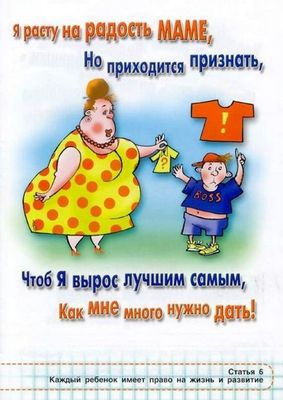 Я расту на радость МАМЕ,
Но приходится признать,
!
?
BOSS
Чтоб Я вырос лучшим самым,
Как мне много нужно дать!
Статья 6
Каждый ребенок имеет право на жизнь и развитие